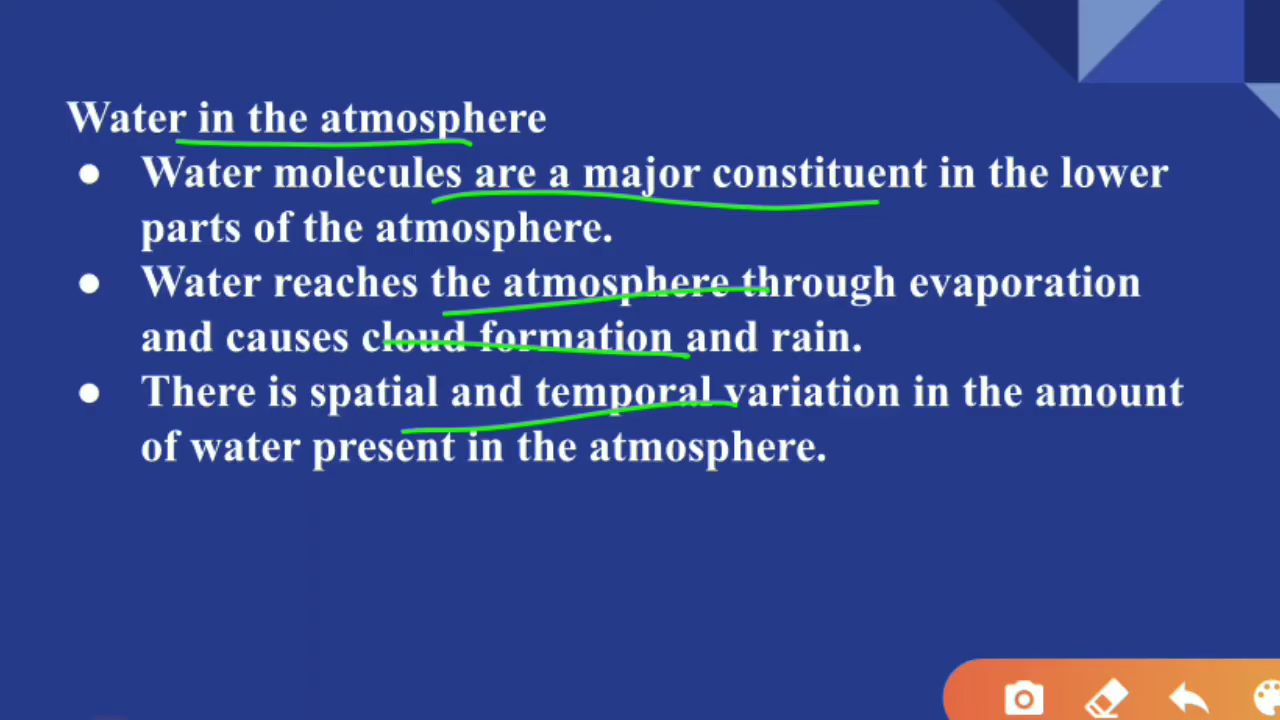 Water in the atmosphere
● Water molecules are a major constituent in the lower
parts of the atmosphere.
● Water reaches the atmosphere through evaporation
and causes cloud formation and rain.
● There is spatial and temporal variation in the amount
of water present in the atmosphere.